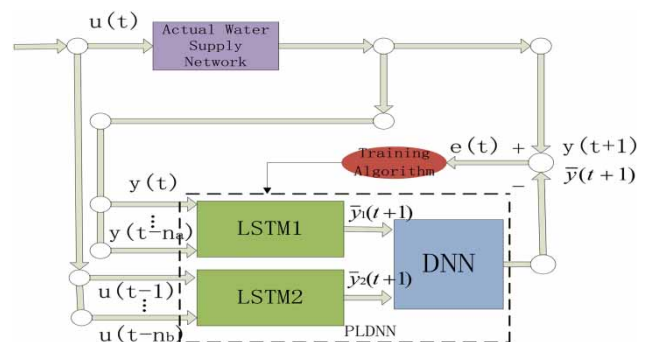 u(t)
Actual Water
Supply
Network
e(t)
+
y(t+1)
Training
Algorithm
−
ȳ(t+1)
y(t)
⋮
y(t-nₐ)
LSTM1
ȳ₁(t+1)
DNN
u(t-1)
⋮
u(t-n_b)
LSTM2
ȳ₂(t+1)
PLDNN